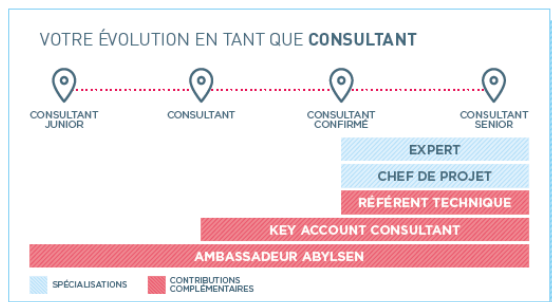 VOTRE ÉVOLUTION EN TANT QUE CONSULTANT
CONSULTANT
JUNIOR
CONSULTANT
CONSULTANT
CONFIRMÉ
CONSULTANT
SENIOR
EXPERT
CHEF DE PROJET
RÉFÉRENT TECHNIQUE
KEY ACCOUNT CONSULTANT
AMBASSADEUR ABYLSEN
SPÉCIALISATIONS
CONTRIBUTIONS
COMPLÉMENTAIRES